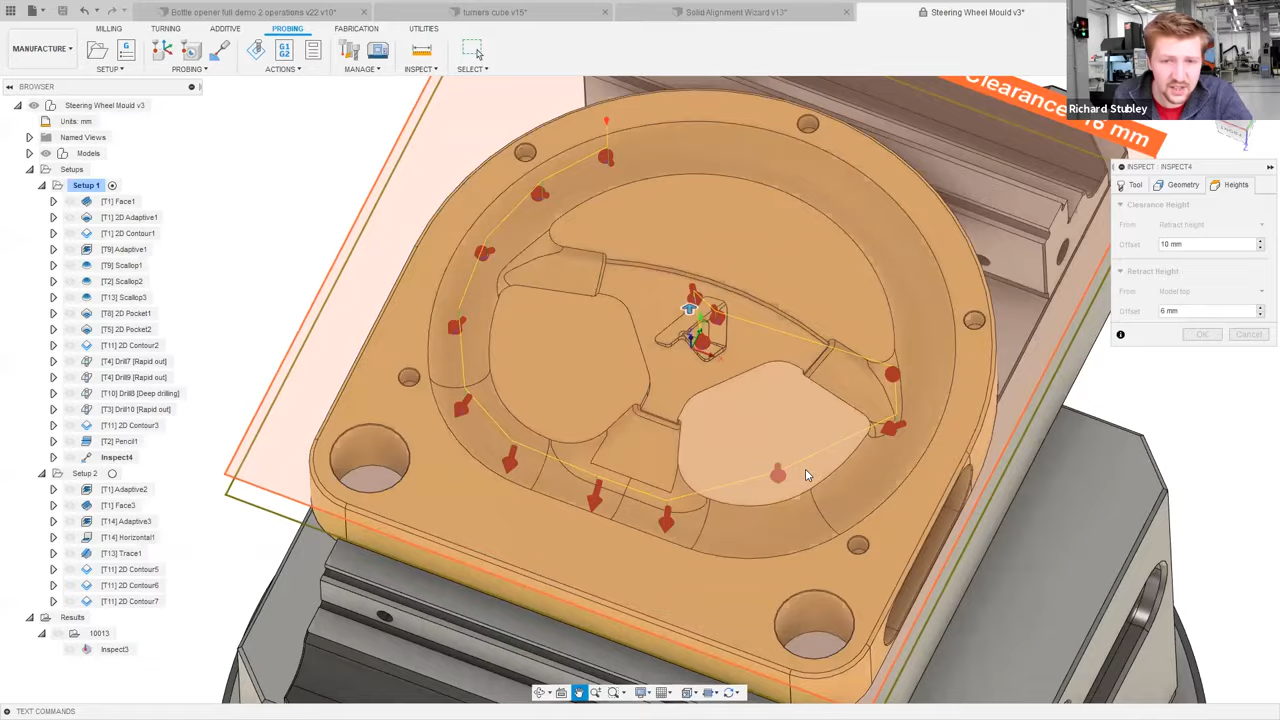 Bottle opener full demo 2 operations v22 v10*
turners cube v15*
Solid Alignment Wizard v13*
Steering Wheel Mould v3*
MILLING
TURNING
ADDITIVE
PROBING
FABRICATION
UTILITIES
MANUFACTURE
G1
G2
SETUP
PROBING
ACTIONS
MANAGE
INSPECT
SELECT
Richard Stubley
BROWSER
Steering Wheel Mould v3
Units: mm
Named Views
Models
Setups
Setup 1
[T1] Face1
[T1] 2D Adaptive1
[T1] 2D Contour1
[T9] Adaptive1
[T9] Scallop1
[T2] Scallop2
[T13] Scallop3
[T8] 2D Pocket1
[T5] 2D Pocket2
[T11] 2D Contour2
[T4] Drill7 [Rapid out]
[T4] Drill9 [Rapid out]
[T10] Drill8 [Deep drilling]
[T3] Drill10 [Rapid out]
[T11] 2D Contour3
[T2] Pencil1
Inspect4
Setup 2
[T1] Adaptive2
[T1] Face3
[T14] Adaptive3
[T14] Horizontal1
[T13] Trace1
[T11] 2D Contour5
[T11] 2D Contour6
[T11] 2D Contour7
Results
10013
Inspect3
INSPECT : INSPECT4
Tool
Geometry
Heights
Clearance Height
From
Retract height
Offset
10 mm
Retract Height
From
Model top
Offset
6 mm
OK
Cancel
TEXT COMMANDS